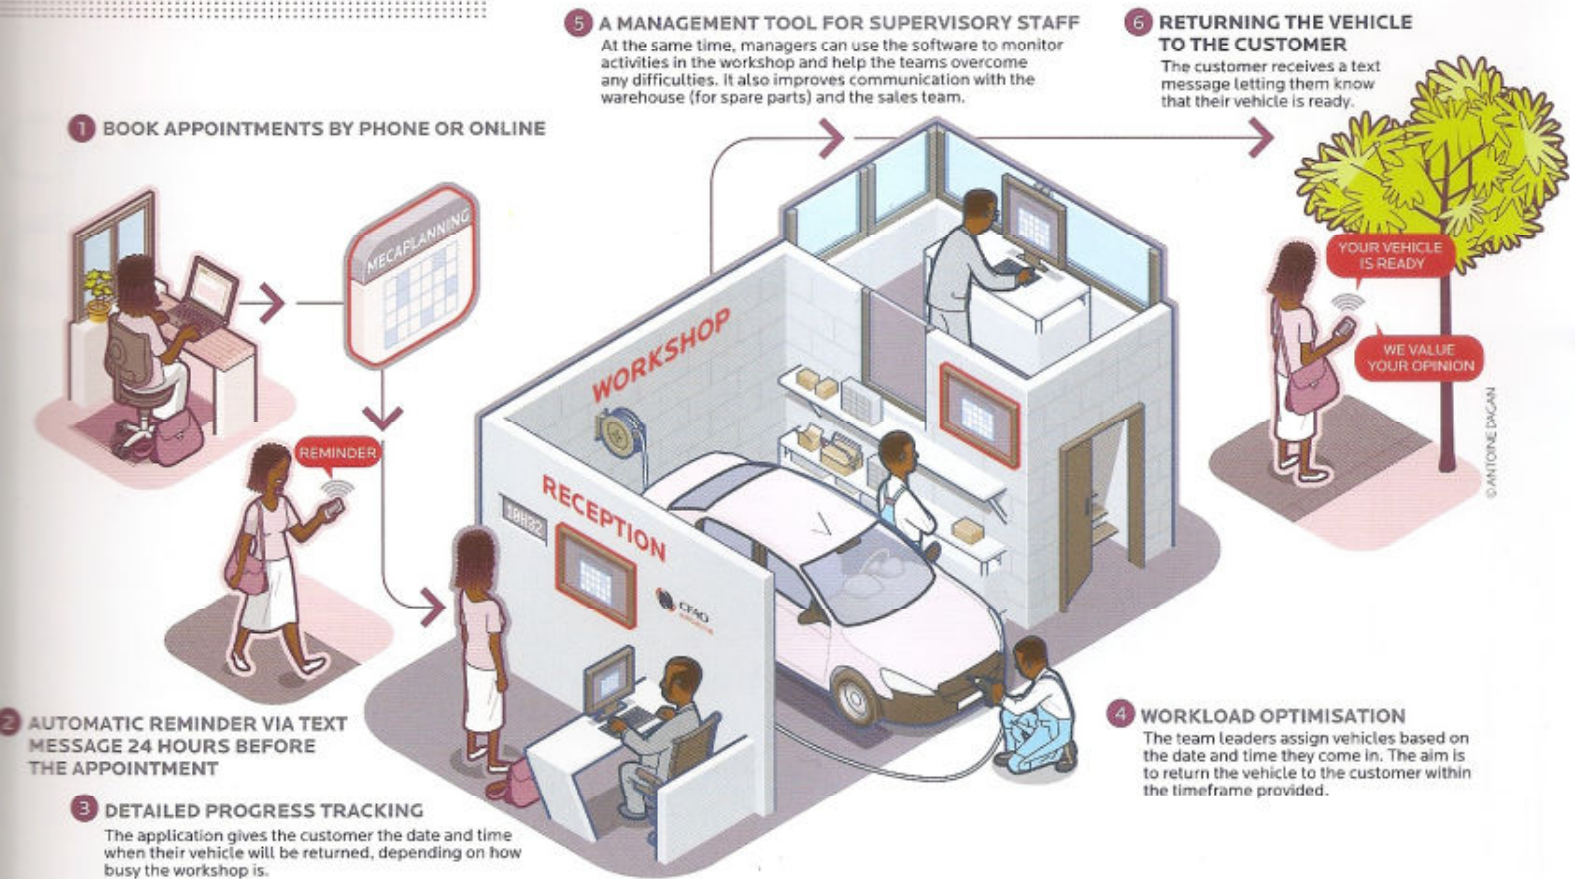 1 BOOK APPOINTMENTS BY PHONE OR ONLINE
MECAPLANNING
REMINDER
2 AUTOMATIC REMINDER VIA TEXT
MESSAGE 24 HOURS BEFORE
THE APPOINTMENT
3 DETAILED PROGRESS TRACKING
The application gives the customer the date and time
when their vehicle will be returned, depending on how
busy the workshop is.
RECEPTION
10H32
CFAO
WORKSHOP
4 WORKLOAD OPTIMISATION
The team leaders assign vehicles based on
the date and time they come in. The aim is
to return the vehicle to the customer within
the timeframe provided.
5 A MANAGEMENT TOOL FOR SUPERVISORY STAFF
At the same time, managers can use the software to monitor
activities in the workshop and help the teams overcome
any difficulties. It also improves communication with the
warehouse (for spare parts) and the sales team.
6 RETURNING THE VEHICLE
TO THE CUSTOMER
The customer receives a text
message letting them know
that their vehicle is ready.
YOUR VEHICLE
IS READY
WE VALUE
YOUR OPINION
© ANTOINE DAGAN